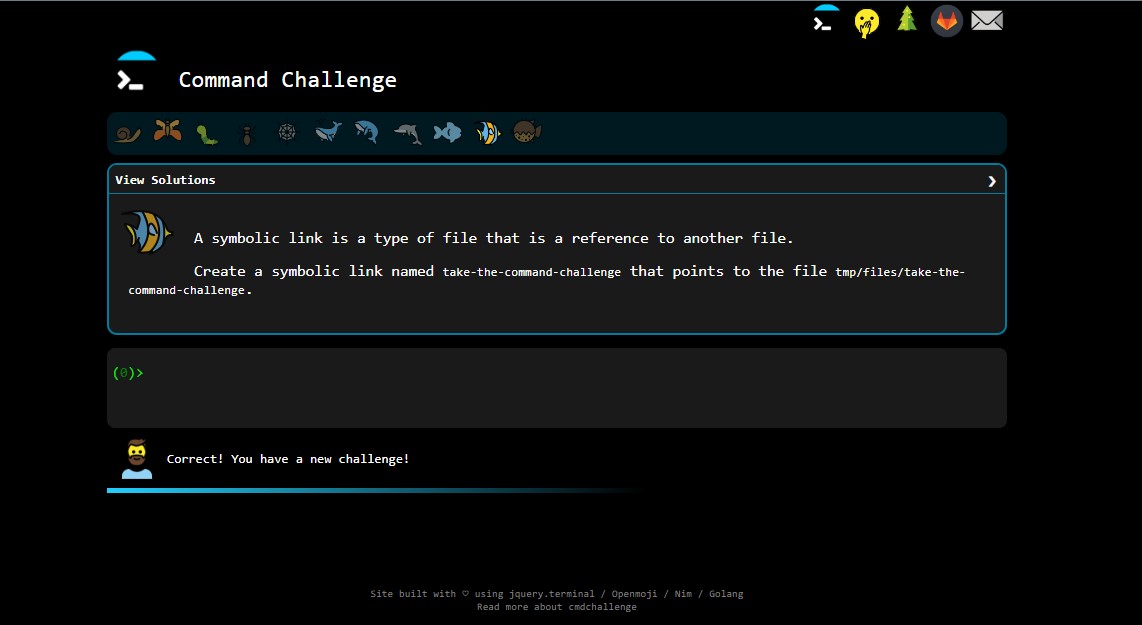 Command Challenge
View Solutions
A symbolic link is a type of file that is a reference to another file.
Create a symbolic link named take-the-command-challenge that points to the file tmp/files/take-the-
command-challenge.
(0)>
Correct! You have a new challenge!
Site built with ♡ using jquery.terminal / Openmoji / Nim / Golang
Read more about cmdchallenge